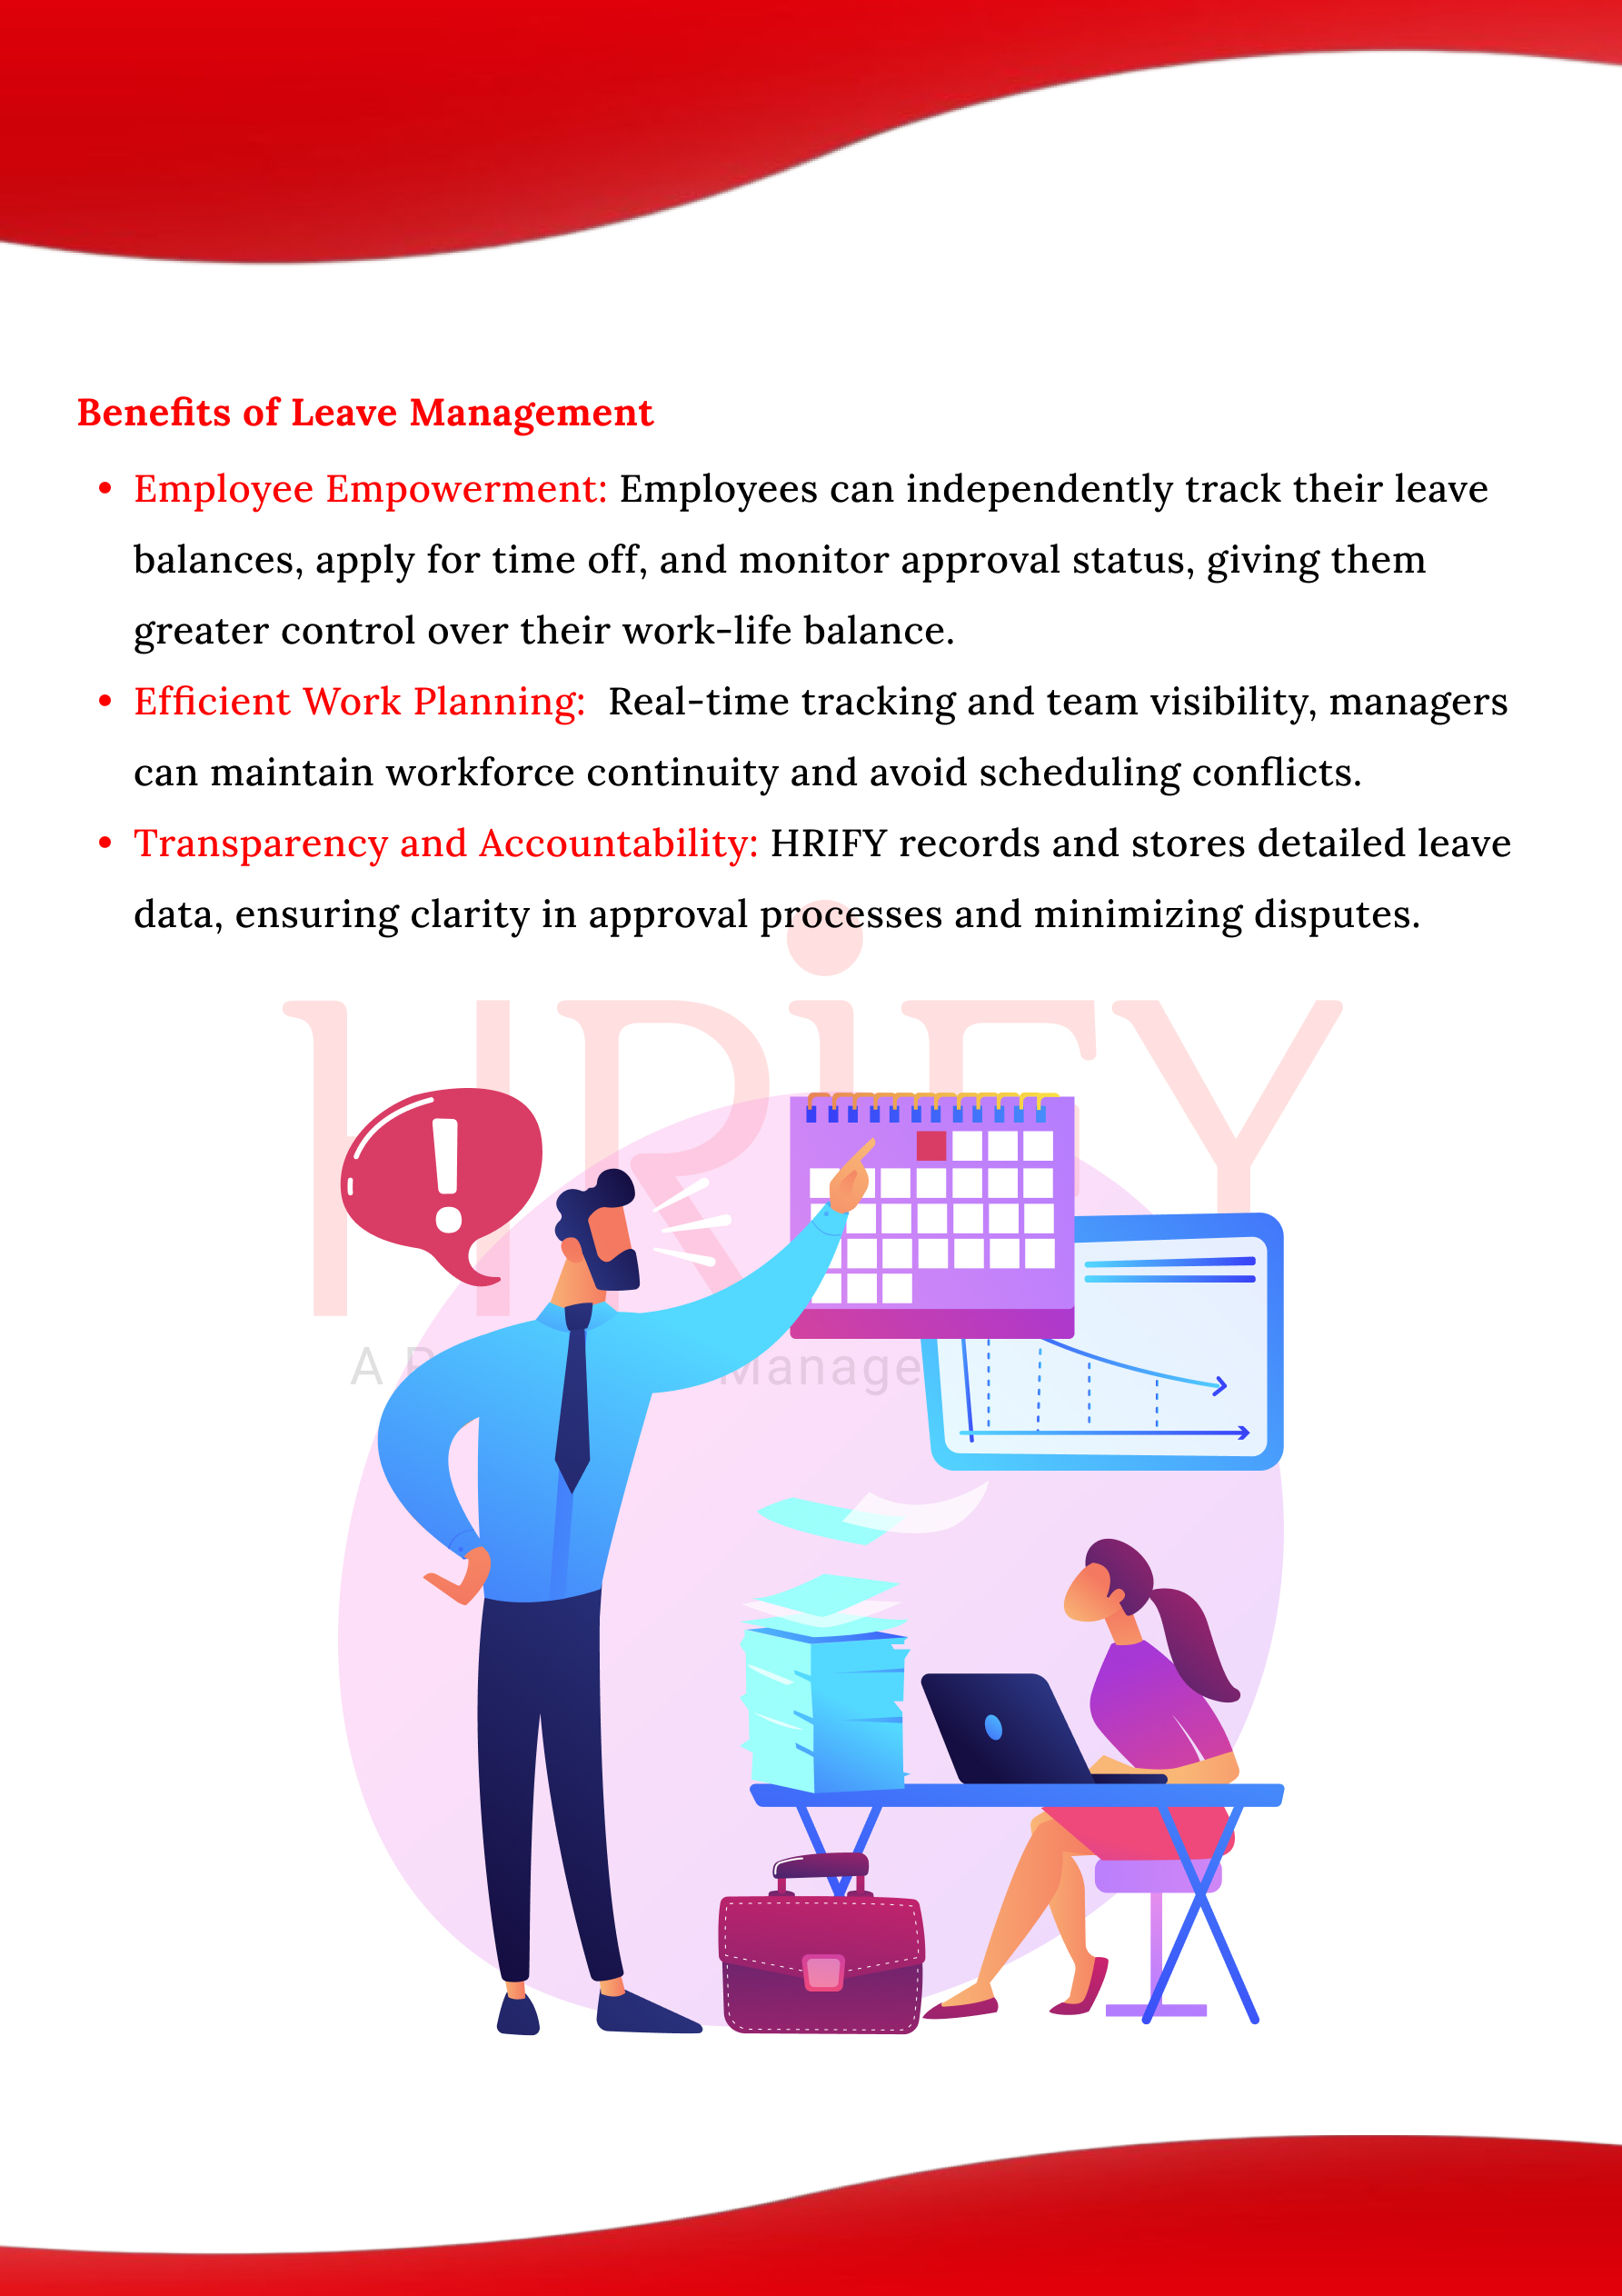 Benefits of Leave Management
• Employee Empowerment: Employees can independently track their leave
balances, apply for time off, and monitor approval status, giving them
greater control over their work-life balance.
• Efficient Work Planning:  Real-time tracking and team visibility, managers
can maintain workforce continuity and avoid scheduling conflicts.
• Transparency and Accountability: HRIFY records and stores detailed leave
data, ensuring clarity in approval processes and minimizing disputes.
HRiFY
A
!